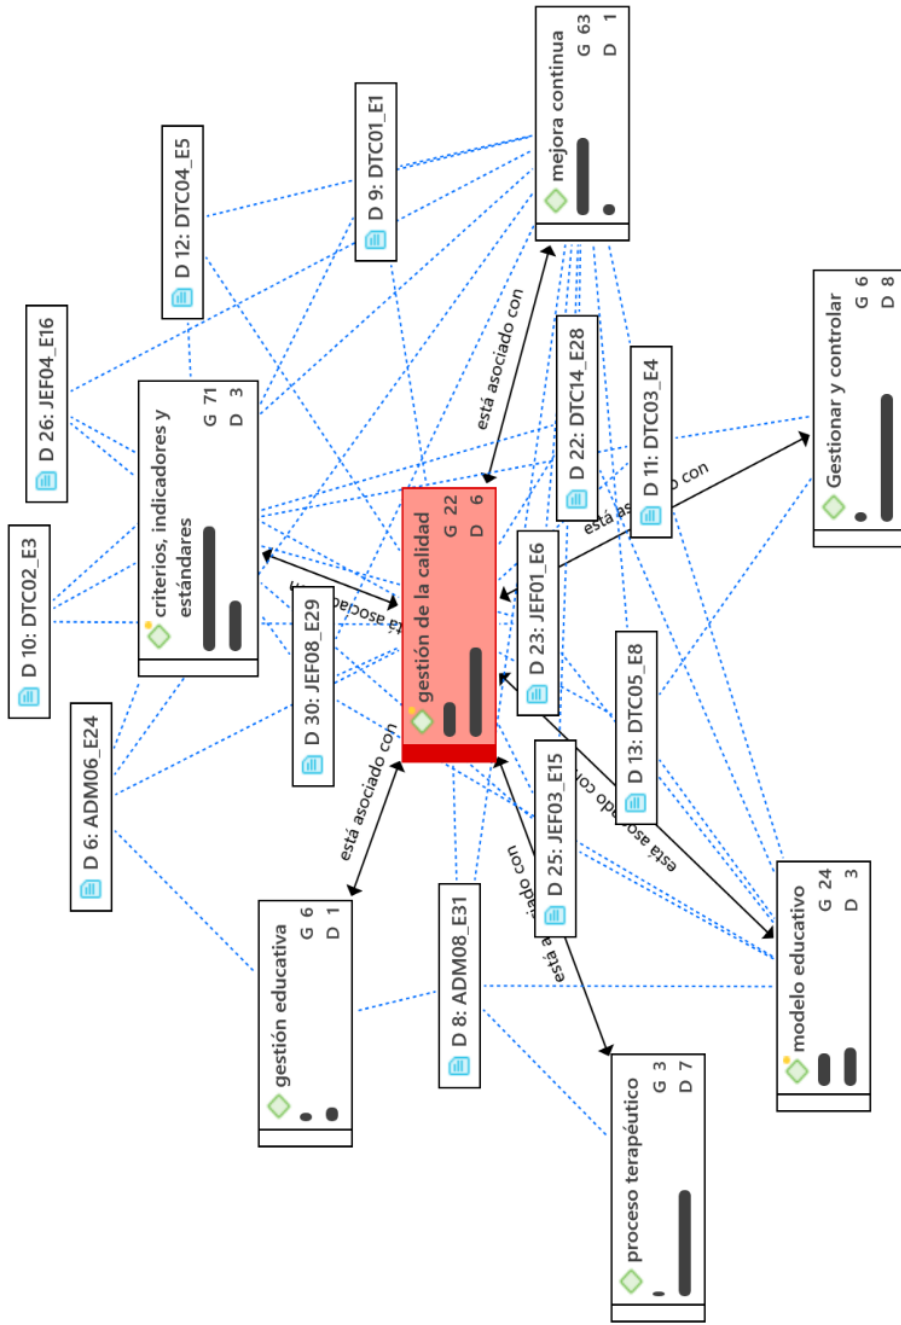 D 10: DTC02_E3
D 26: JEF04_E16
D 6: ADM06_E24
D 12: DTC04_E5
criterios, indicadores y
estándares
G 71
D 3
gestión educativa
G 6
D 1
D 30: JEF08_E29
D 9: DTC01_E1
está asociado con
gestión de la calidad
G 22
D 6
D 8: ADM08_E31
está asociado con
D 23: JEF01_E6
mejora continua
G 63
D 1
D 25: JEF03_E15
D 22: DTC14_E28
está asociado con
D 13: DTC05_E8
D 11: DTC03_E4
está asociado con
proceso terapéutico
G 3
D 7
modelo educativo
G 24
D 3
Gestionar y controlar
G 6
D 8